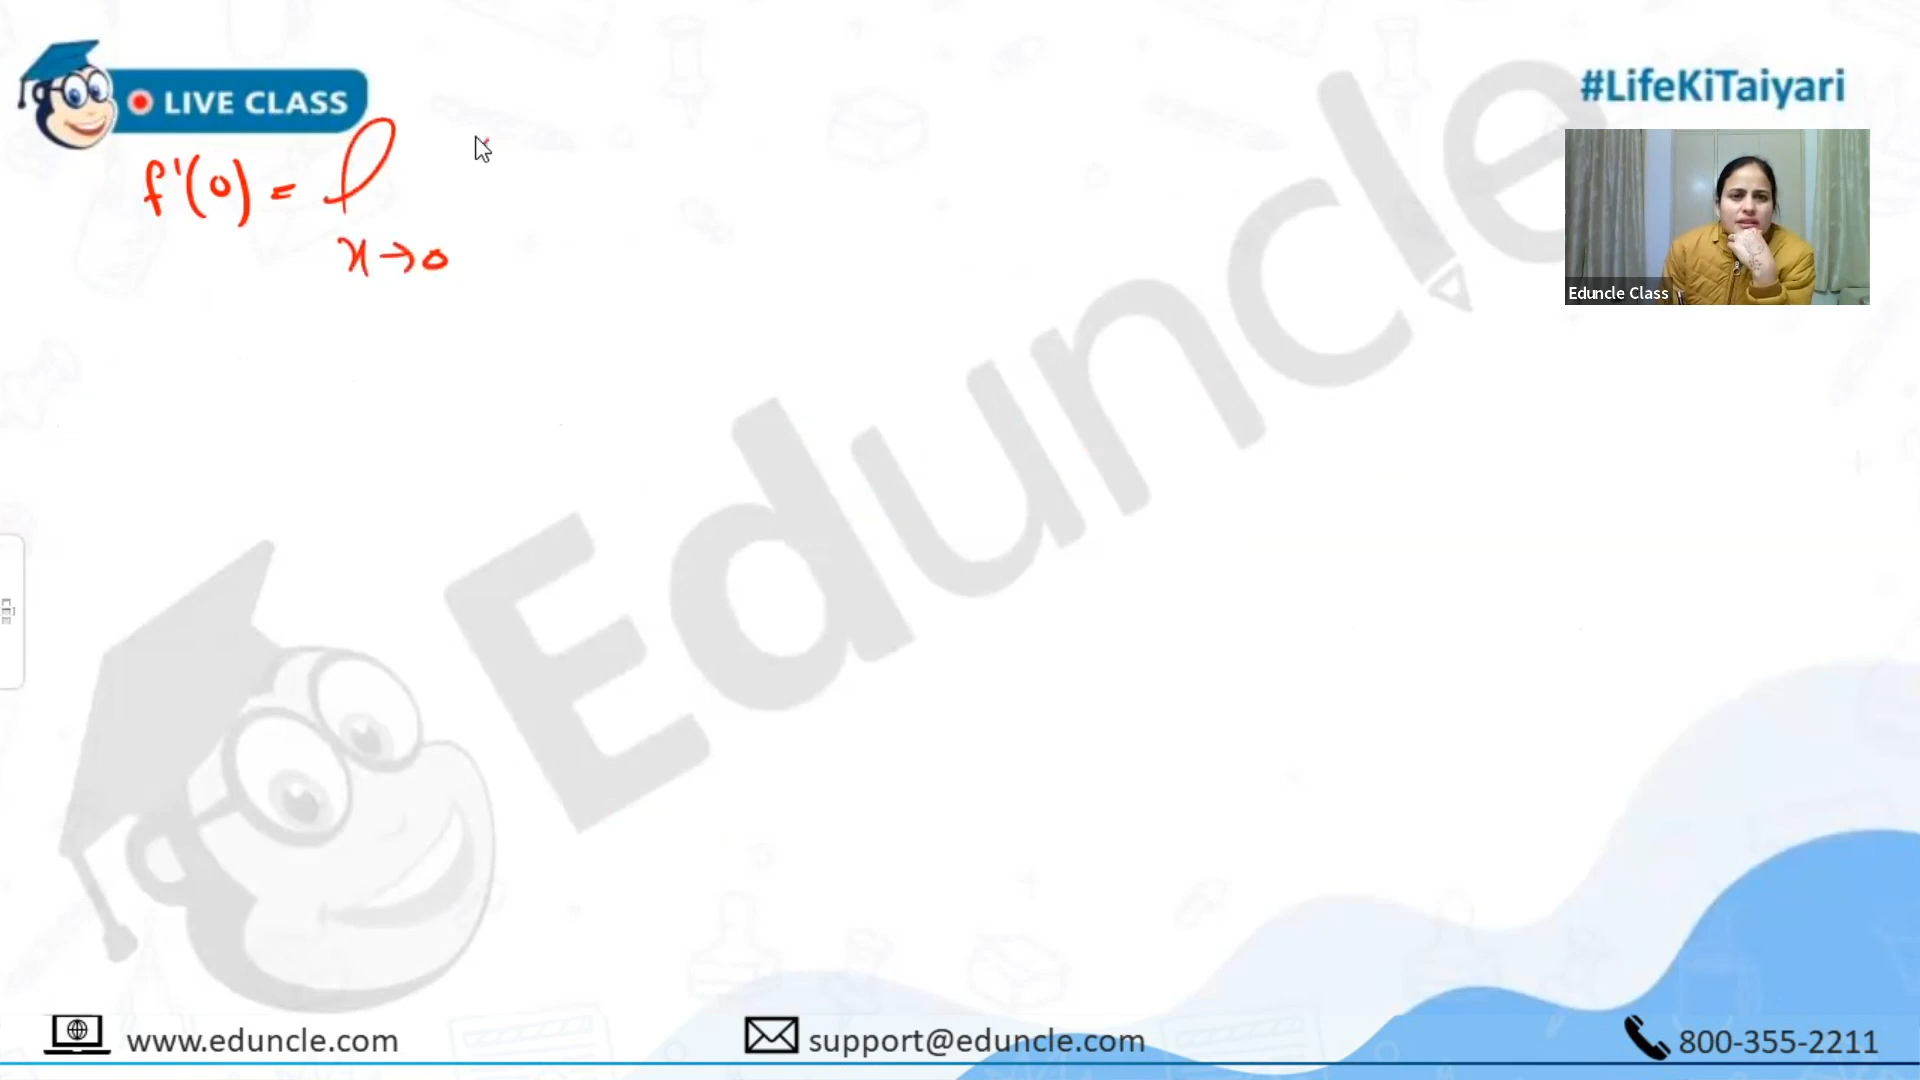 LIVE CLASS
#LifeKiTaiyari
f'(0) = l
x→0
Eduncle Class
Eduncle
www.eduncle.com
support@eduncle.com
800-355-2211